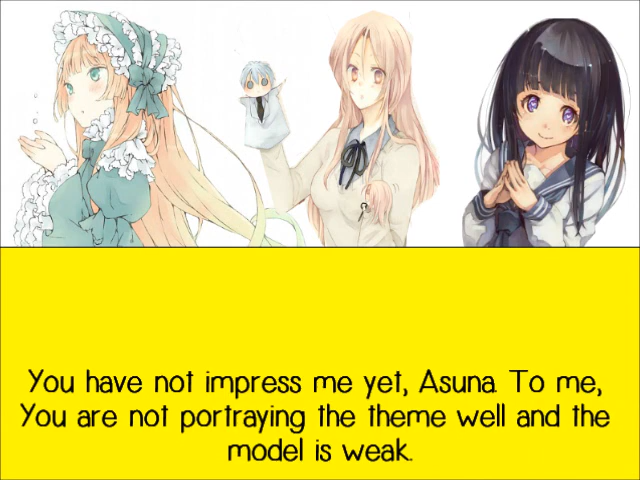 You have not impress me yet, Asuna. To me,
You are not portraying the theme well and the
model is weak.